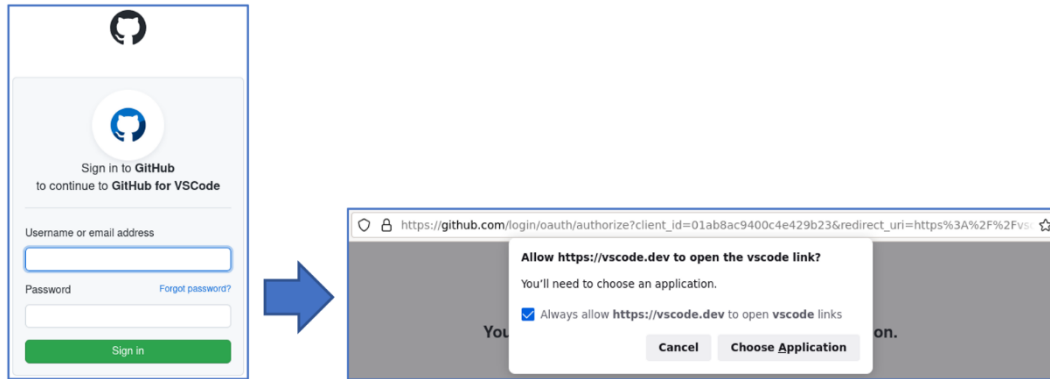 Sign in to GitHub
to continue to GitHub for VSCode
Username or email address
Password Forgot password?
Sign in
https://github.com/login/oauth/authorize?client_id=01ab8ac9400c4e429b23&redirect_uri=https%3A%2F%2Fvsc
Allow https://vscode.dev to open the vscode link?
You'll need to choose an application.
Always allow https://vscode.dev to open vscode links
You
on.
Cancel Choose Application